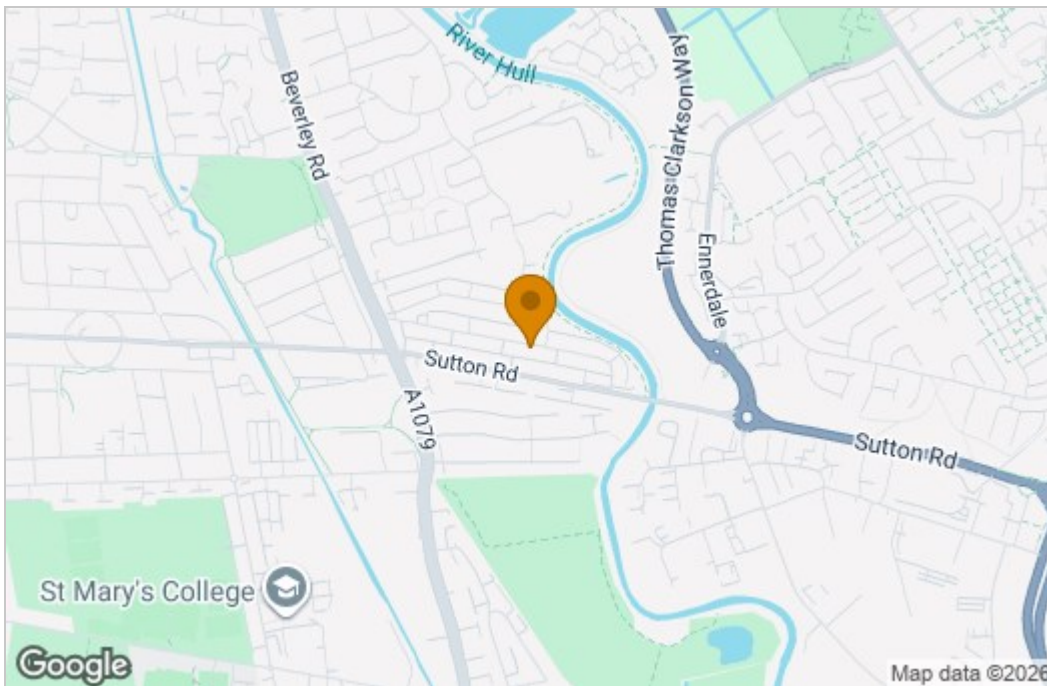 River Hull
Beverley Rd
Thomas Clarkson Way
Ennerdale
Sutton Rd
A1079
Sutton Rd
St Mary's College
Google
Map data ©2026